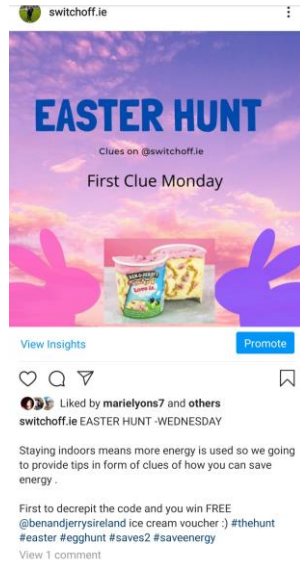 switchoff.ie
EASTER HUNT
Clues on @switchoff.ie
First Clue Monday
BEN & JERRY'S
View Insights
Promote
Liked by marielyons7 and others
switchoff.ie EASTER HUNT -WEDNESDAY
Staying indoors means more energy is used so we going
to provide tips in form of clues of how you can save
energy .
First to decrepit the code and you win FREE
@benandjerrysireland ice cream voucher :) #thehunt
#easter #egghunt #saves2 #saveenergy
View 1 comment